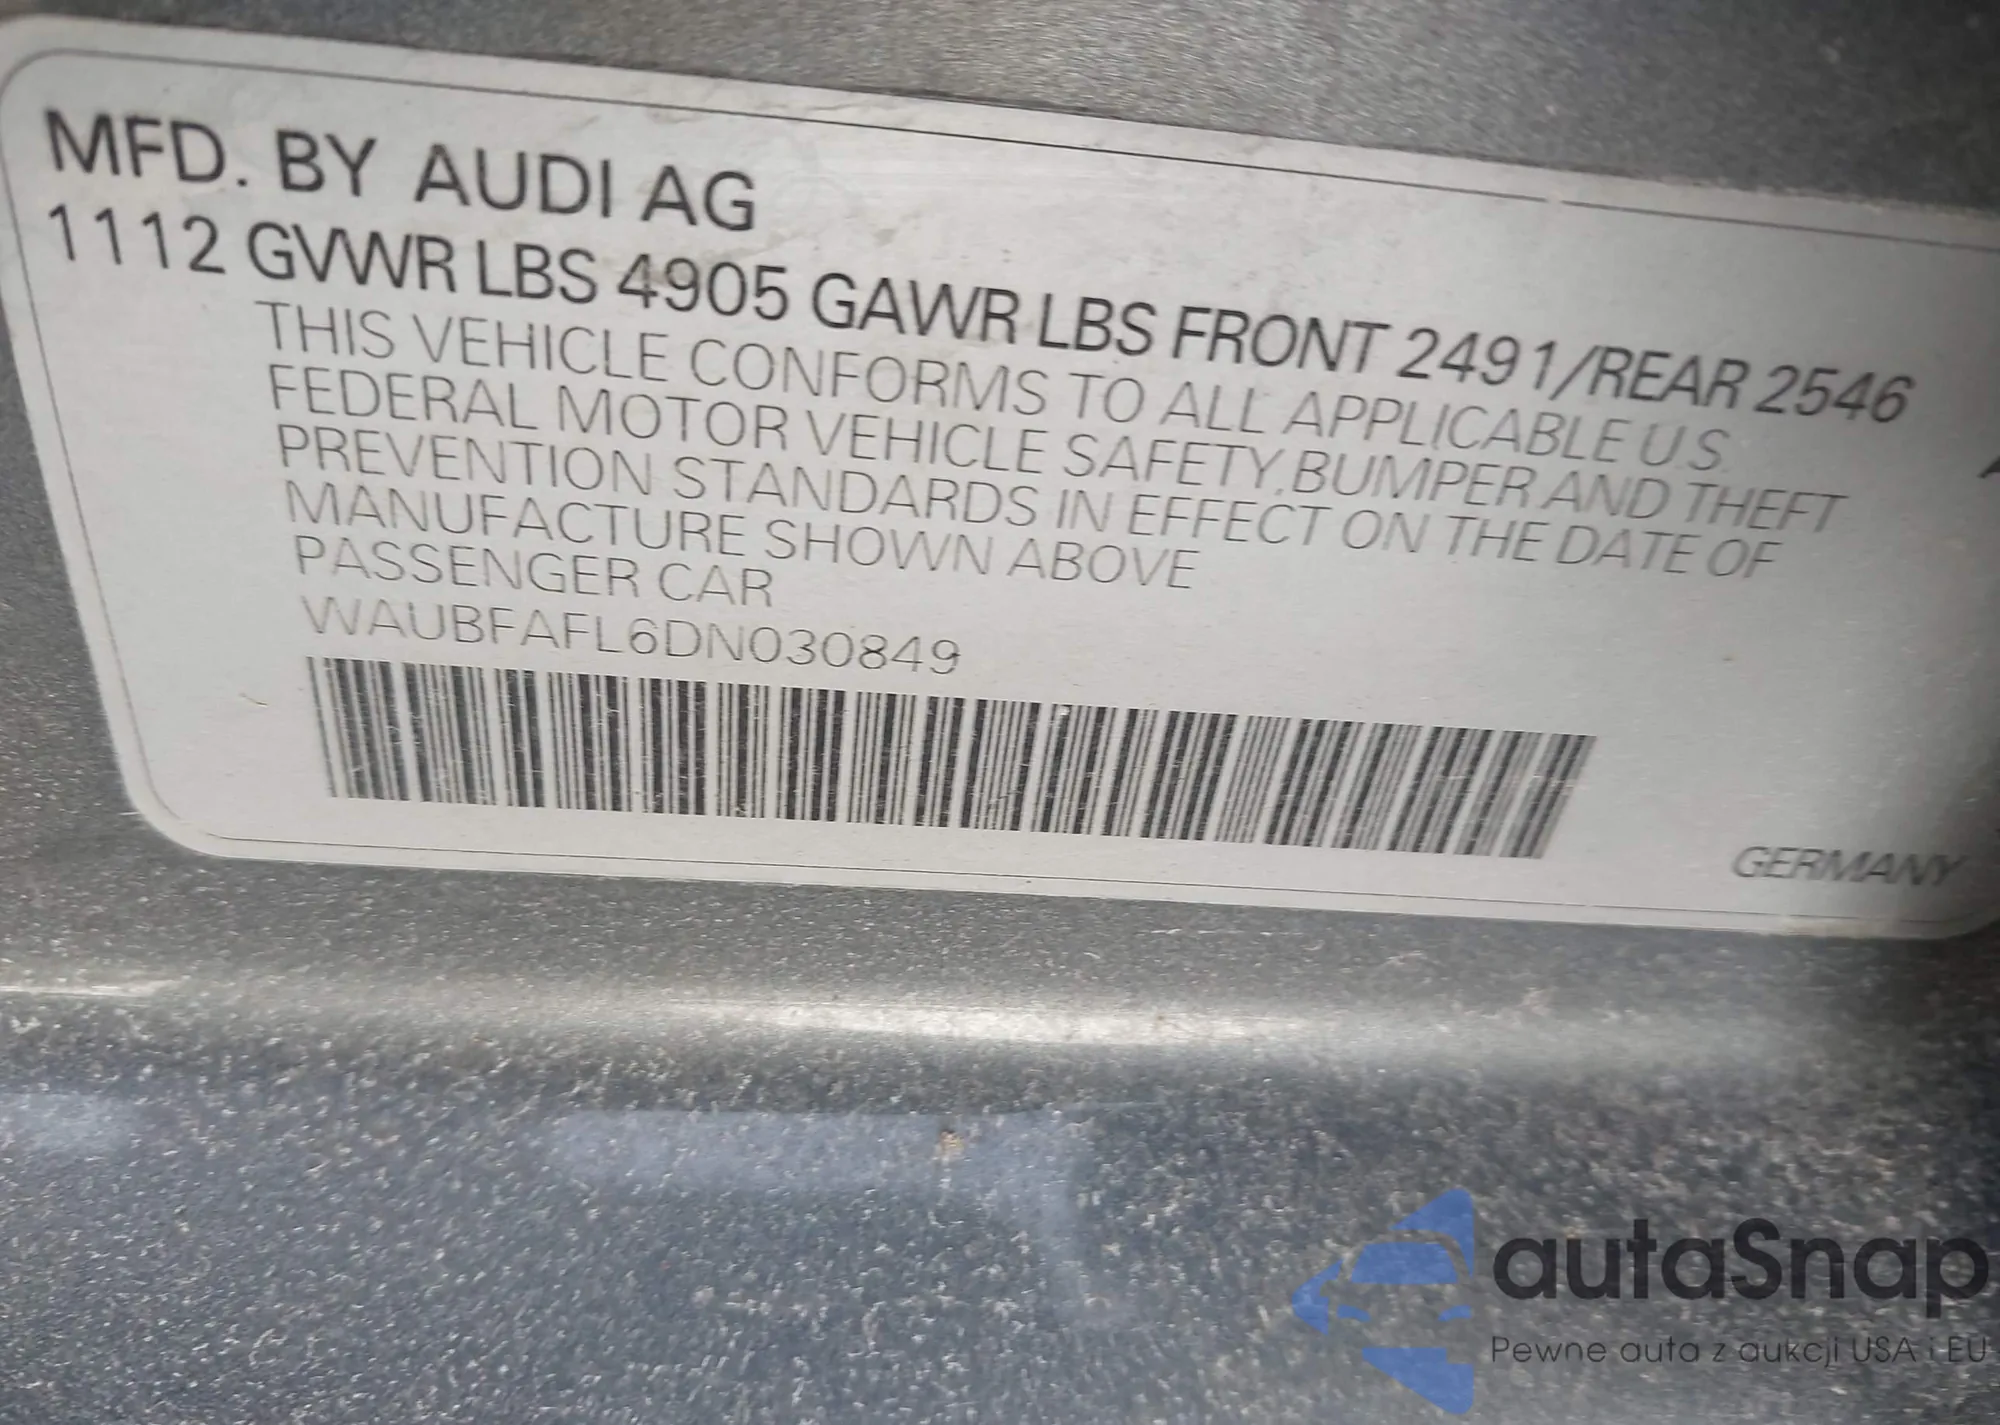 MFD. BY AUDI AG
1112 GVWR LBS 4905 GAWR LBS FRONT 2491/REAR 2546
THIS VEHICLE CONFORMS TO ALL APPLICABLE U.S.
FEDERAL MOTOR VEHICLE SAFETY,BUMPER AND THEFT
PREVENTION STANDARDS IN EFFECT ON THE DATE OF
MANUFACTURE SHOWN ABOVE
PASSENGER CAR
WAUBFAFL6DN030849
GERMANY
autaSnap
Pewne auta z aukcji USA i EU